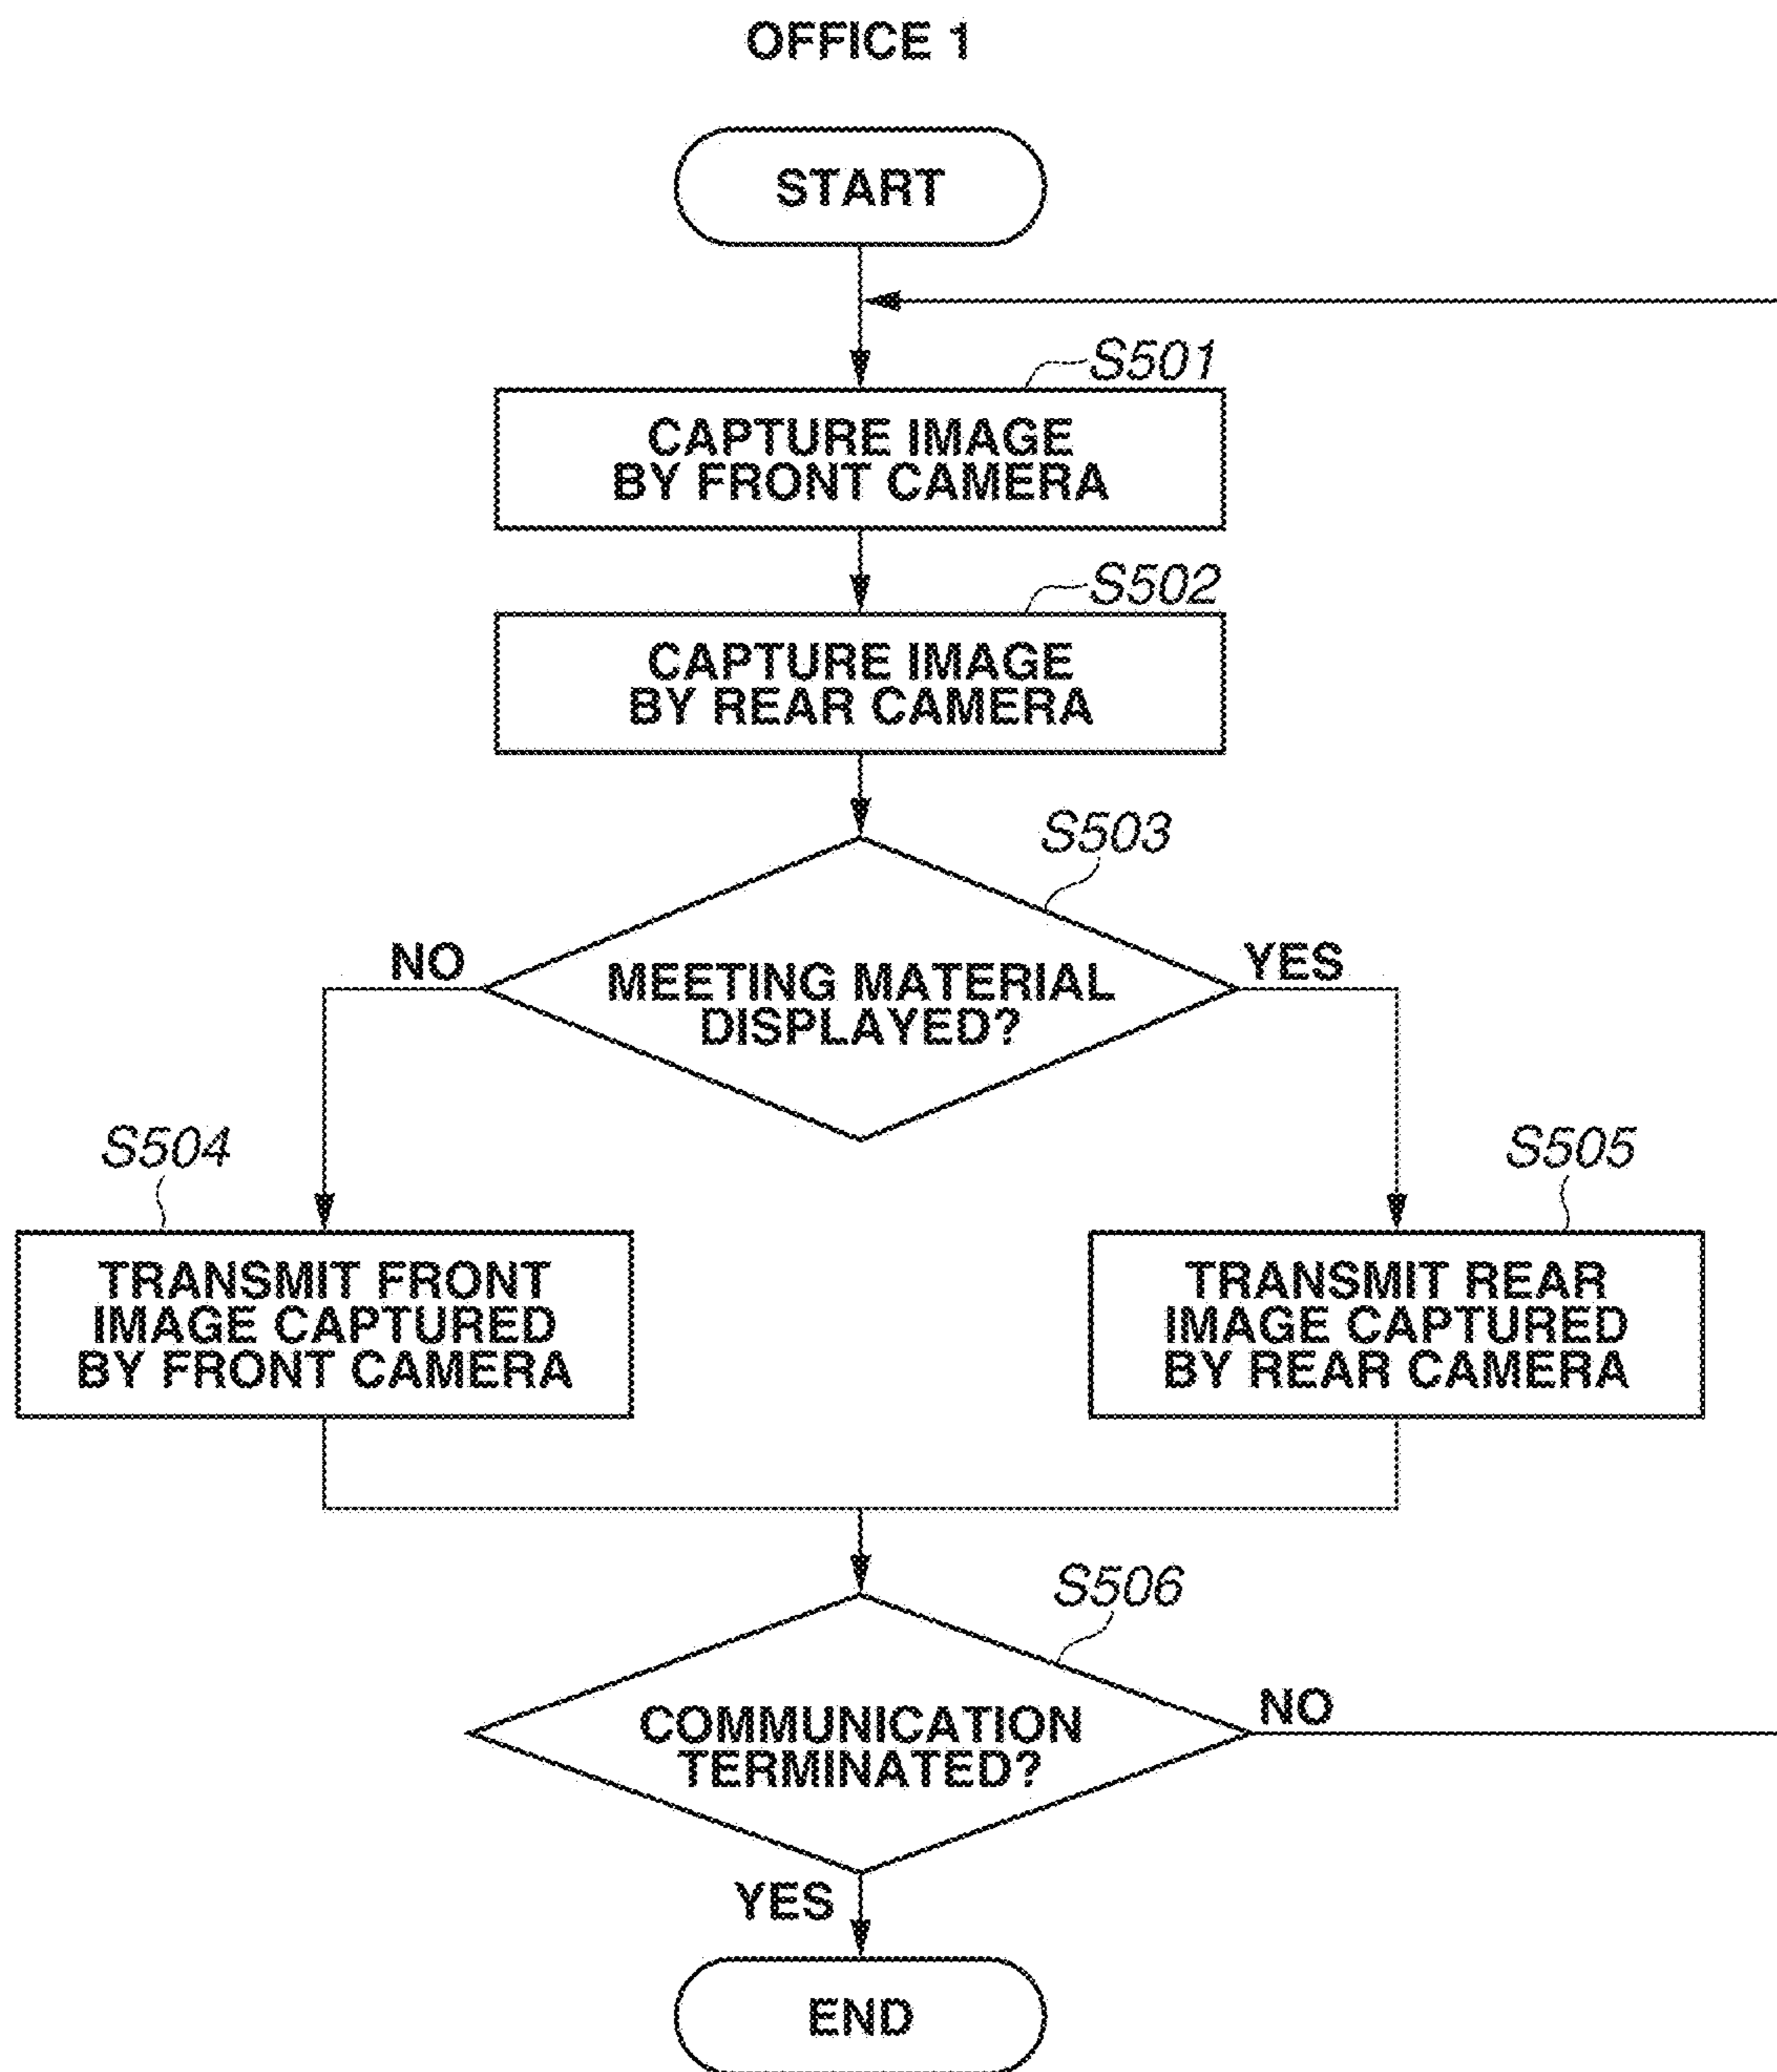 OFFICE 1
START
S501
CAPTURE IMAGE
BY FRONT CAMERA
S502
CAPTURE IMAGE
BY REAR CAMERA
S503
NO
YES
MEETING MATERIAL
DISPLAYED?
S504
S505
TRANSMIT FRONT
IMAGE CAPTURED
BY FRONT CAMERA
TRANSMIT REAR
IMAGE CAPTURED
BY REAR CAMERA
S506
NO
COMMUNICATION
TERMINATED?
YES
END